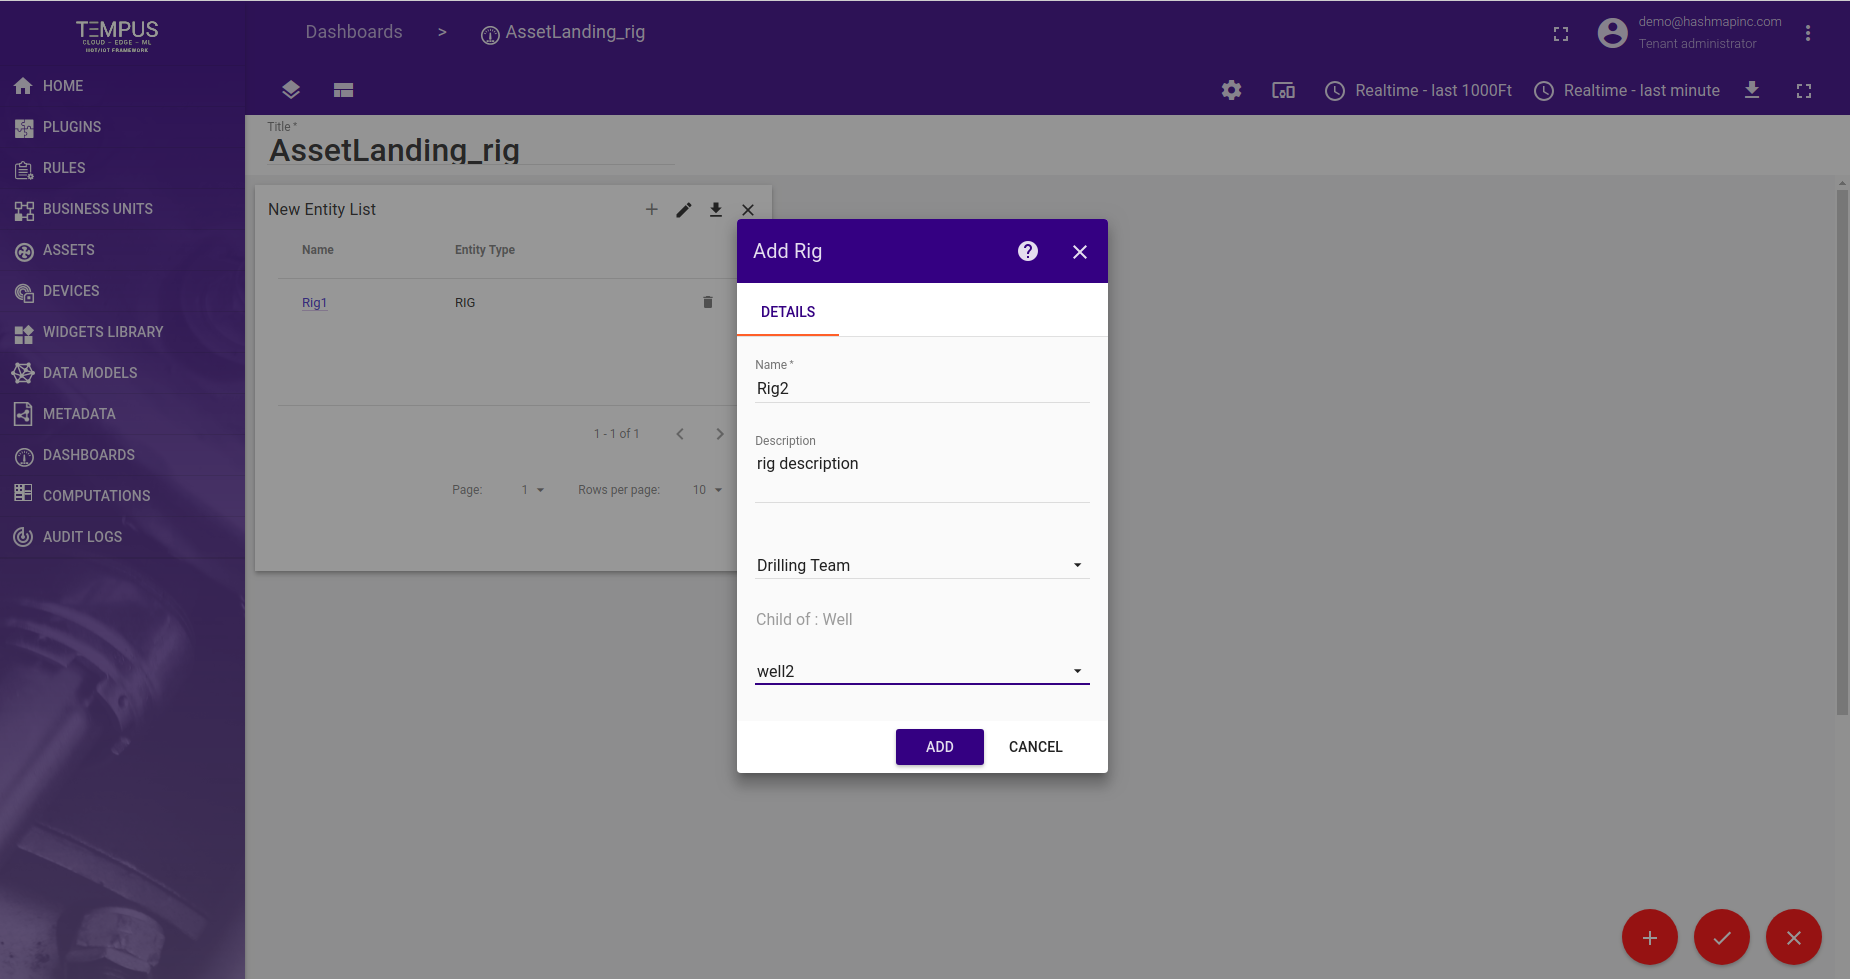 TEMPUS
CLOUD - EDGE - ML
IIOT/IOT FRAMEWORK
Dashboards > AssetLanding_rig
demo@hashmapinc.com
Tenant administrator
Realtime - last 1000Ft
Realtime - last minute
HOME
PLUGINS
RULES
BUSINESS UNITS
ASSETS
DEVICES
WIDGETS LIBRARY
DATA MODELS
METADATA
DASHBOARDS
COMPUTATIONS
AUDIT LOGS
Title *
AssetLanding_rig
New Entity List
Name Entity Type
Rig1 RIG
1 - 1 of 1
Page: 1 Rows per page: 10
Add Rig
DETAILS
Name *
Rig2
Description
rig description
Drilling Team
Child of : Well
well2
ADD CANCEL